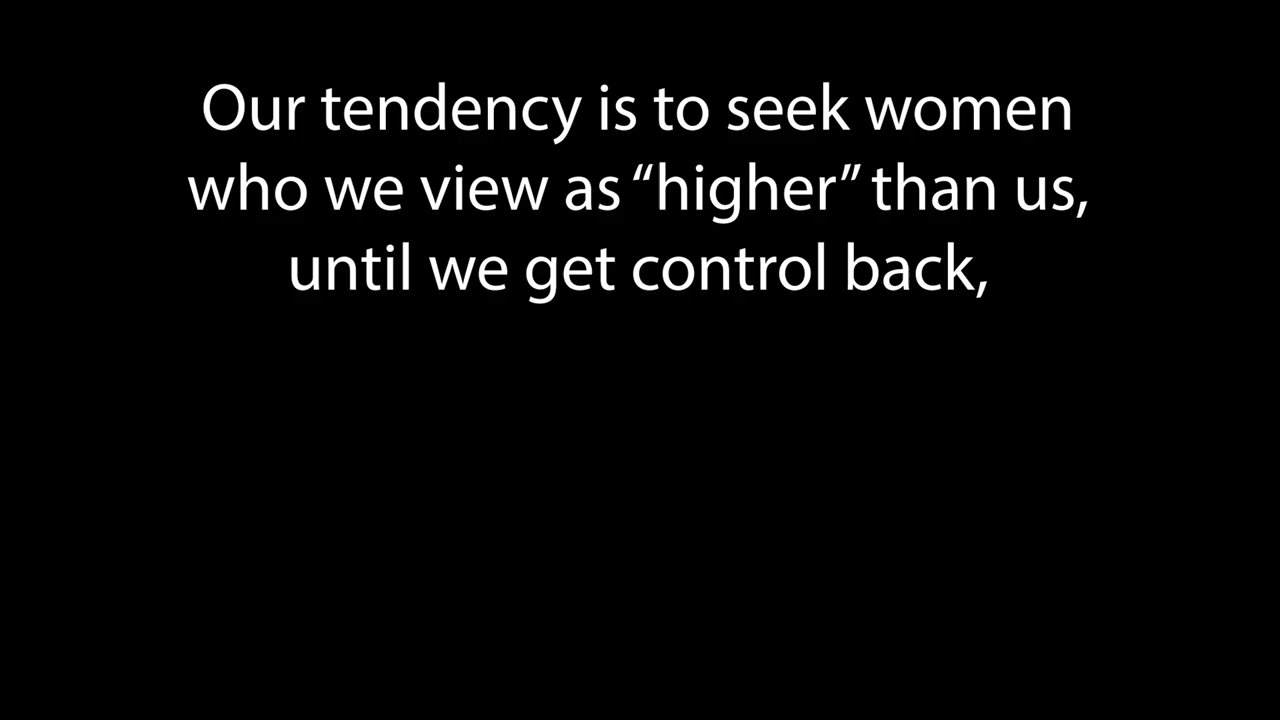 Our tendency is to seek women
who we view as “higher” than us,
until we get control back,